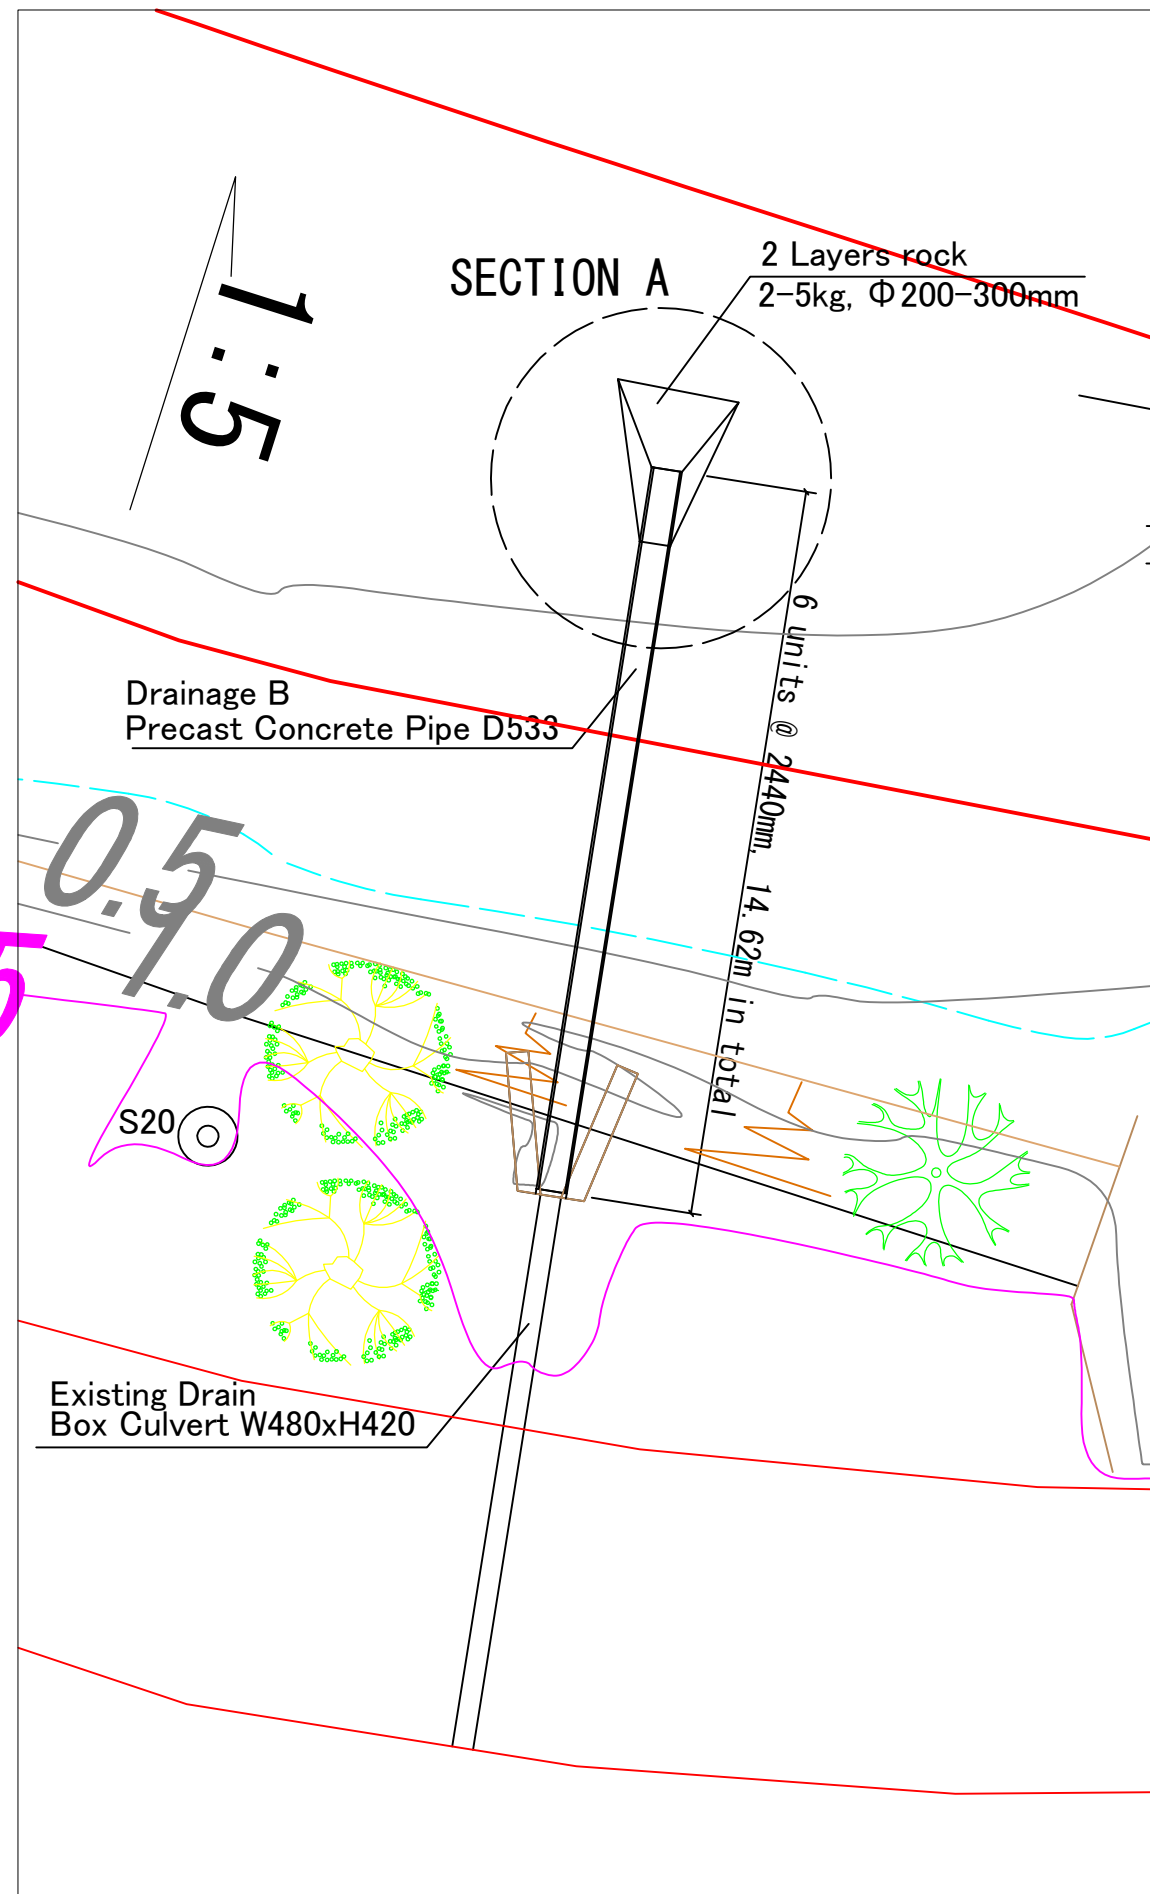 SECTION A
2 Layers rock
2-5kg, Φ200-300mm
1:5
6 units @ 2440mm, 14.62m in total
Drainage B
Precast Concrete Pipe D533
0.5
1.0
5
S20
Existing Drain
Box Culvert W480xH420